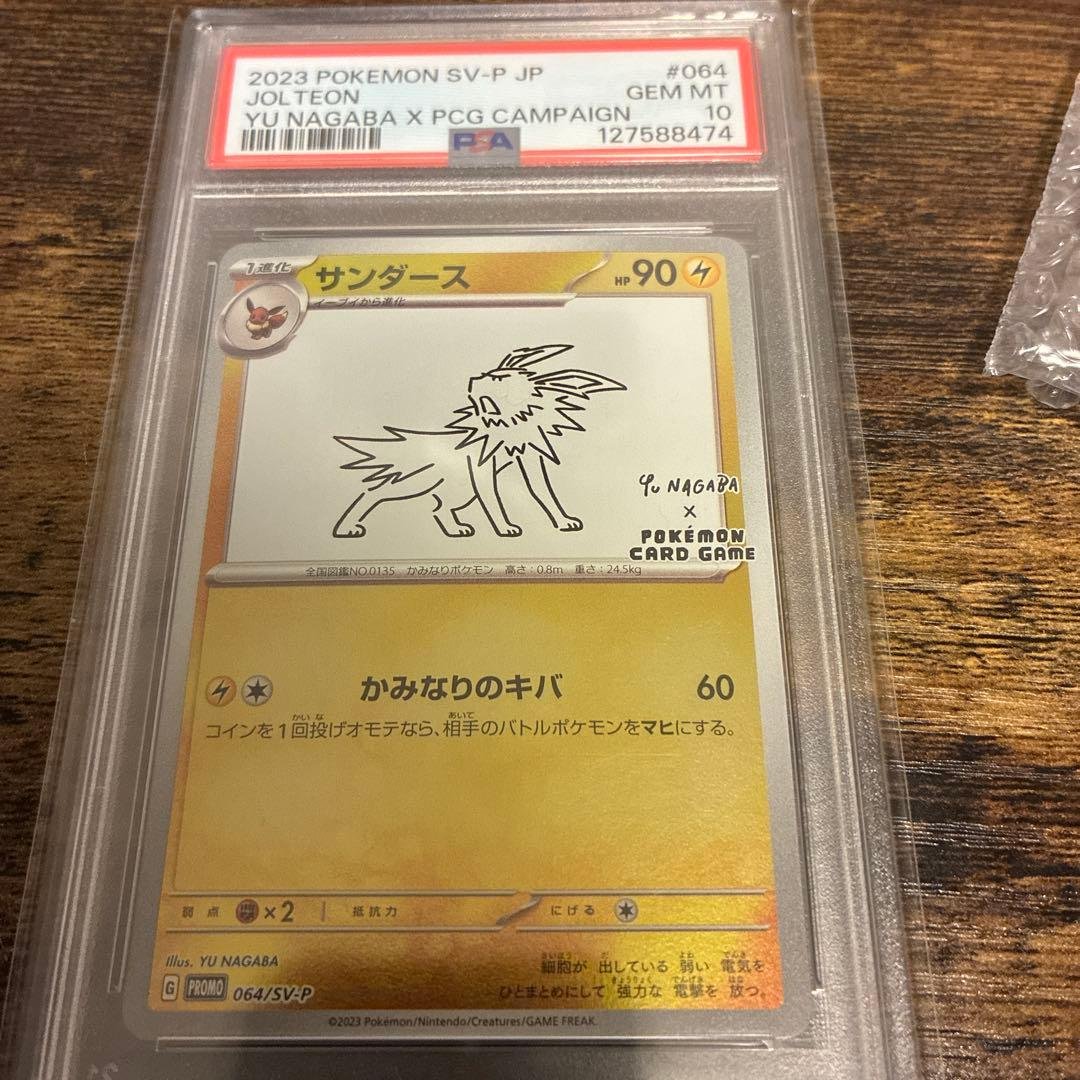 2023 POKEMON SV-P JP #064
JOLTEON GEM MT
YU NAGABA X PCG CAMPAIGN 10
PSA 127588474
1進化 サンダース HP 90
イーブイから進化
Yu NAGABA
×
POKÉMON
CARD GAME
全国図鑑NO.0135 かみなりポケモン 高さ:0.8m 重さ:24.5kg
かみなりのキバ 60
コインを1回投げオモテなら、相手のバトルポケモンをマヒにする。
弱点 ×2 抵抗力 にげる
Illus. YU NAGABA
細胞が 出している 弱い 電気を
G PROMO 064/SV-P ひとまとめにして 強力な 電撃を 放つ。
©2023 Pokémon/Nintendo/Creatures/GAME FREAK.